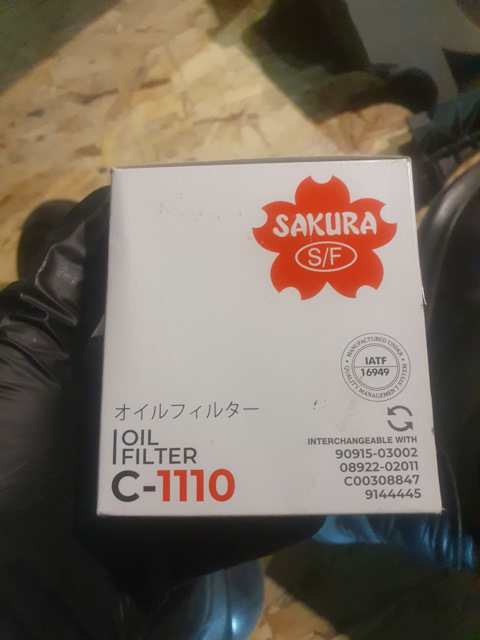 SAKURA
S/F
MANUFACTURED UNDER
IATF
16949
QUALITY MANAGEMENT SYSTEM
オイルフィルター
OIL
FILTER
C-1110
INTERCHANGEABLE WITH
90915-03002
08922-02011
C00308847
9144445